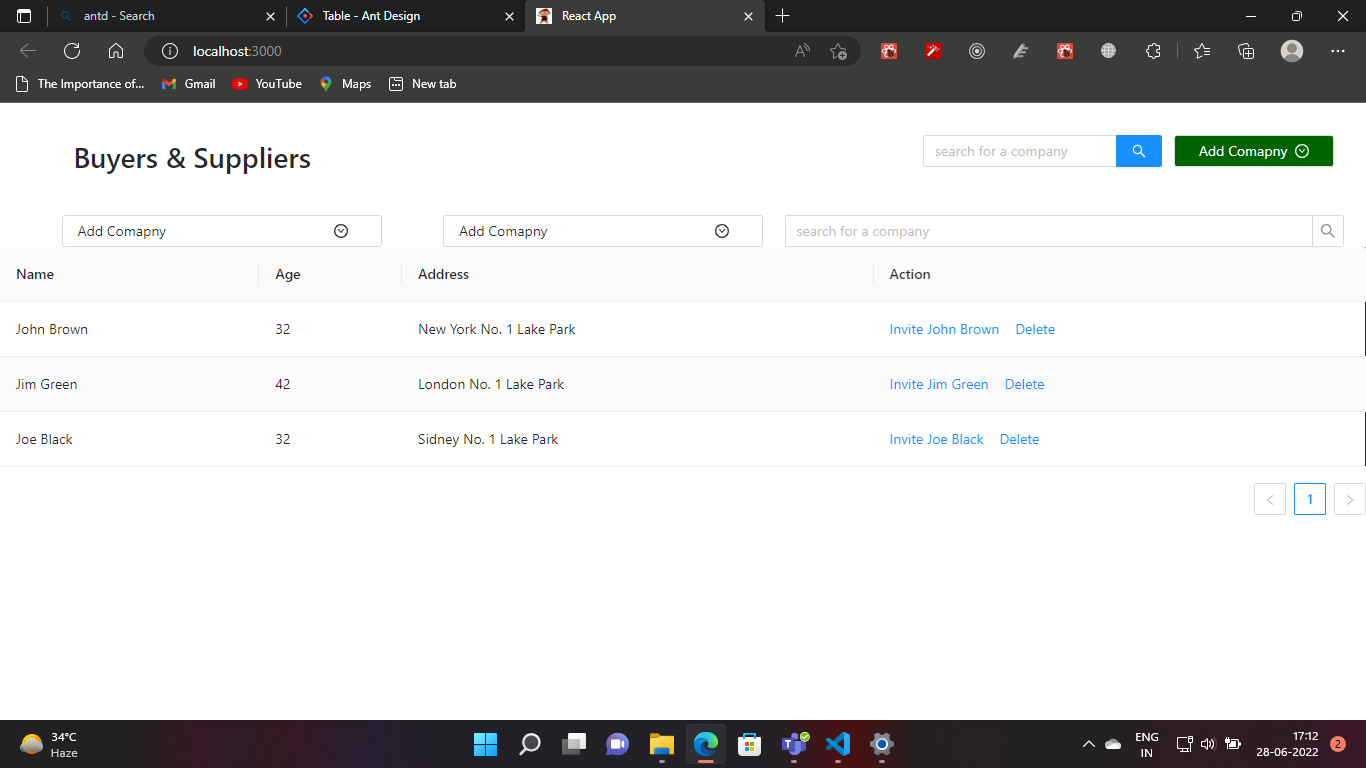 antd - Search
Table - Ant Design
React App
localhost:3000
The Importance of...
Gmail
YouTube
Maps
New tab
Buyers & Suppliers
search for a company
Add Comapny
Add Comapny
Add Comapny
search for a company
Name Age Address Action
John Brown 32 New York No. 1 Lake Park Invite John Brown Delete
Jim Green 42 London No. 1 Lake Park Invite Jim Green Delete
Joe Black 32 Sidney No. 1 Lake Park Invite Joe Black Delete
< 1 >
34°C
Haze
ENG
IN
17:12
28-06-2022
2